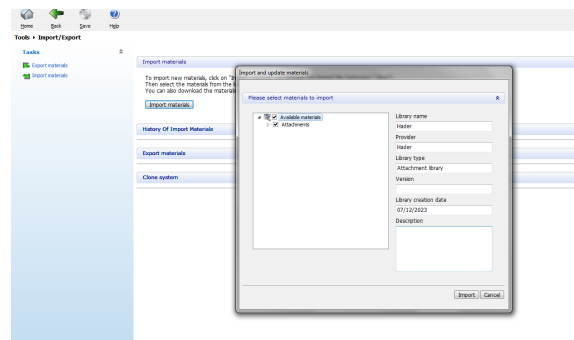 Home Back Save Help
Tools › Import/Export
Tasks
Export materials
Import materials
Import materials
To import new materials, click on "Im
Then select the materials from the li
You can also download the materials
Import materials
History Of Import Materials
Export materials
Clone system
Import and update materials
Please select materials to import
Available materials
Attachments
Library name
Hader
Provider
Hader
Library type
Attachment library
Version
Library creation date
07/12/2023
Description
Import Cancel